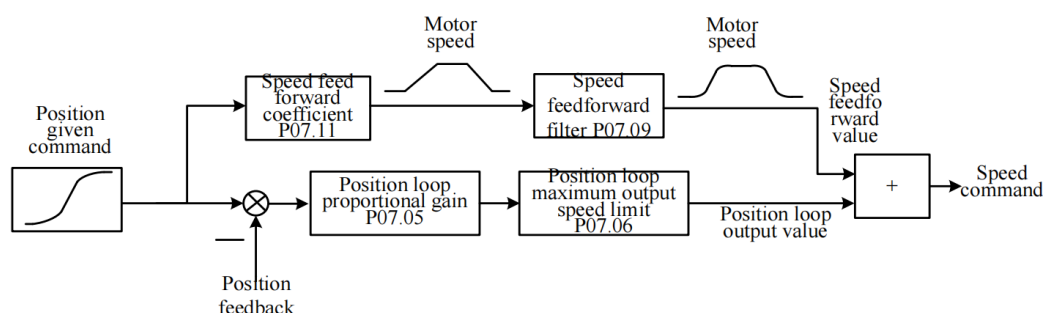 Motor
speed
Motor
speed
Speed feed
forward
coefficient
P07.11
Speed
feedforward
filter P07.09
Speed
feedfo
rward
value
Position
given
command
Position loop
proportional gain
P07.05
Position loop
maximum output
speed limit
P07.06
+
Speed
command
Position loop
output value
Position
feedback